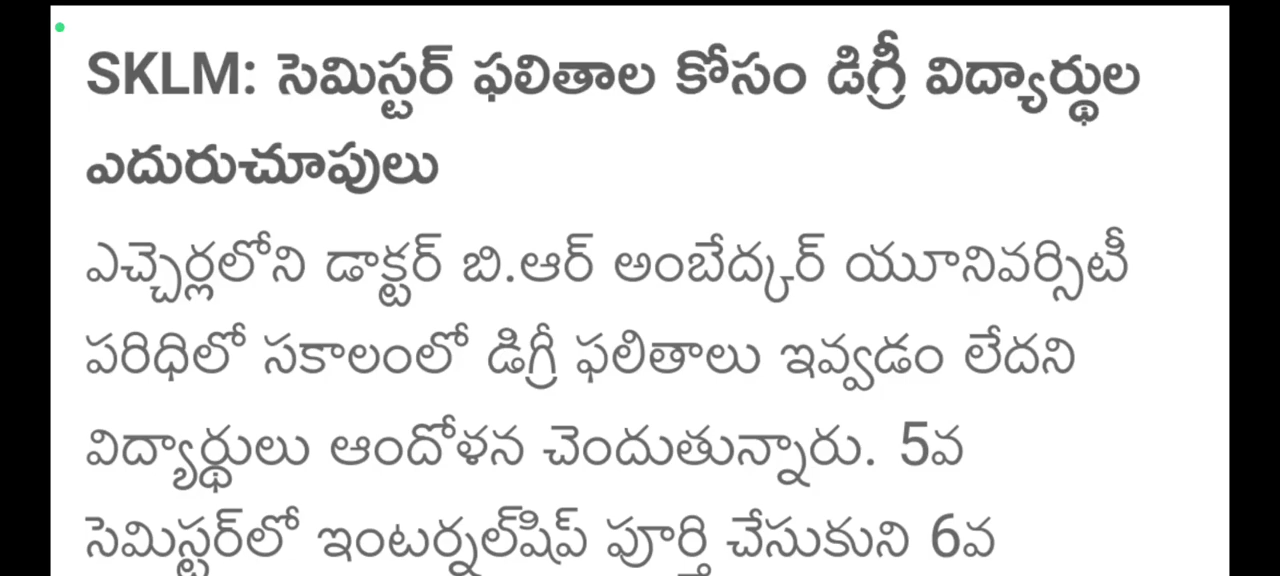 SKLM: సెమిస్టర్ ఫలితాల కోసం డిగ్రీ విద్యార్థుల
ఎదురుచూపులు
ఎచ్చెర్లలోని డాక్టర్ బి.ఆర్ అంబేద్కర్ యూనివర్సిటీ
పరిధిలో సకాలంలో డిగ్రీ ఫలితాలు ఇవ్వడం లేదని
విద్యార్థులు ఆందోళన చెందుతున్నారు. 5వ
సెమిస్టర్‌లో ఇంటర్నల్‌షిప్ పూర్తి చేసుకుని 6వ